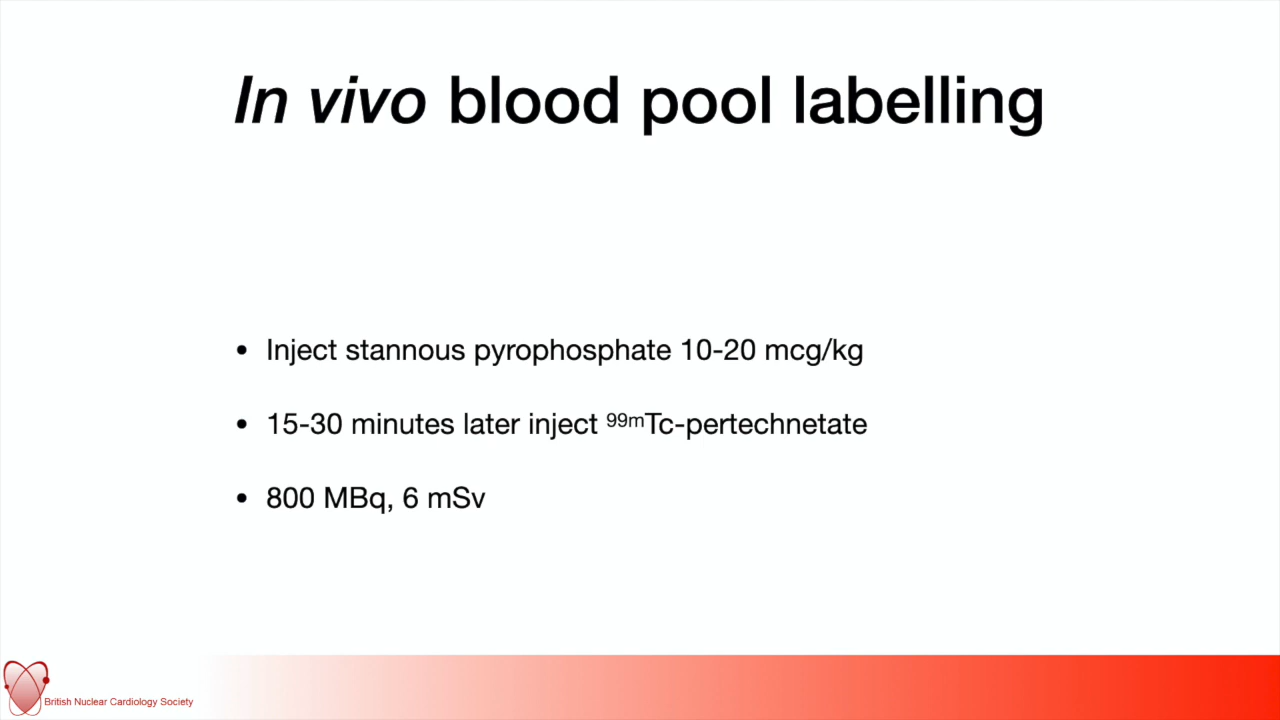 In vivo blood pool labelling
• Inject stannous pyrophosphate 10-20 mcg/kg
• 15-30 minutes later inject ⁹⁹ᵐTc-pertechnetate
• 800 MBq, 6 mSv
British Nuclear Cardiology Society